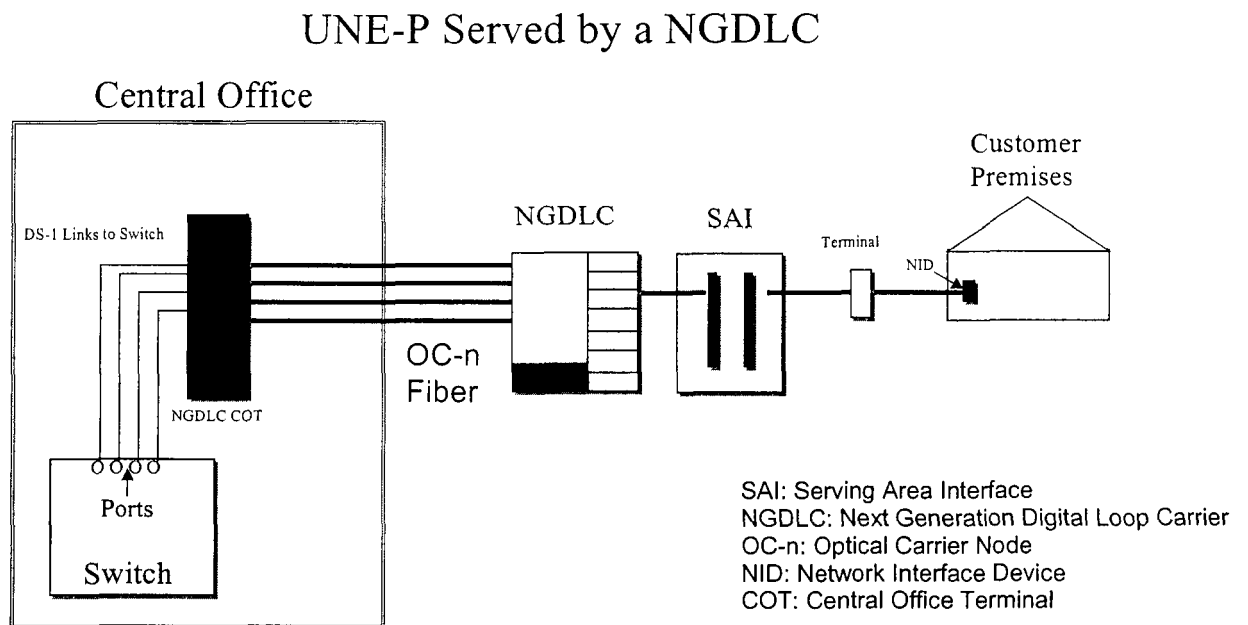 UNE-P Served by a NGDLC
Central Office
Customer
Premises
NGDLC
SAI
DS-1 Links to Switch
Terminal
NID
OC-n
Fiber
NGDLC COT
Ports
Switch
SAI: Serving Area Interface
NGDLC: Next Generation Digital Loop Carrier
OC-n: Optical Carrier Node
NID: Network Interface Device
COT: Central Office Terminal